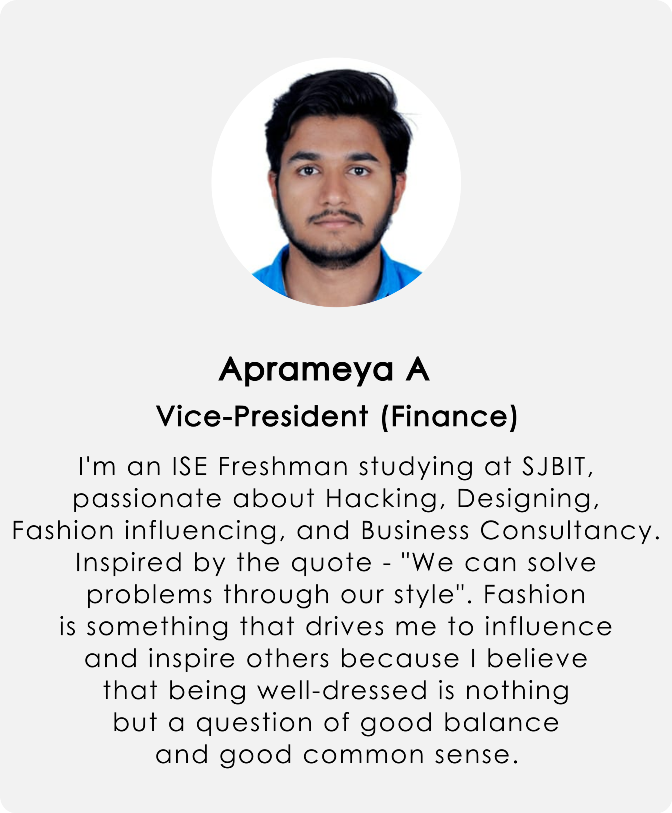 Aprameya A
Vice-President (Finance)
I'm an ISE Freshman studying at SJBIT,
passionate about Hacking, Designing,
Fashion influencing, and Business Consultancy.
Inspired by the quote - "We can solve
problems through our style". Fashion
is something that drives me to influence
and inspire others because I believe
that being well-dressed is nothing
but a question of good balance
and good common sense.